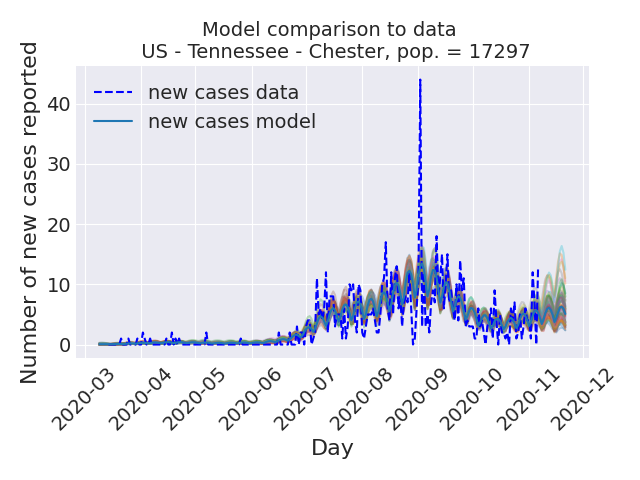 Model comparison to data
US - Tennessee - Chester, pop. = 17297
Number of new cases reported
40
30
20
10
0
new cases data
new cases model
2020-03
2020-04
2020-05
2020-06
2020-07
2020-08
2020-09
2020-10
2020-11
2020-12
Day